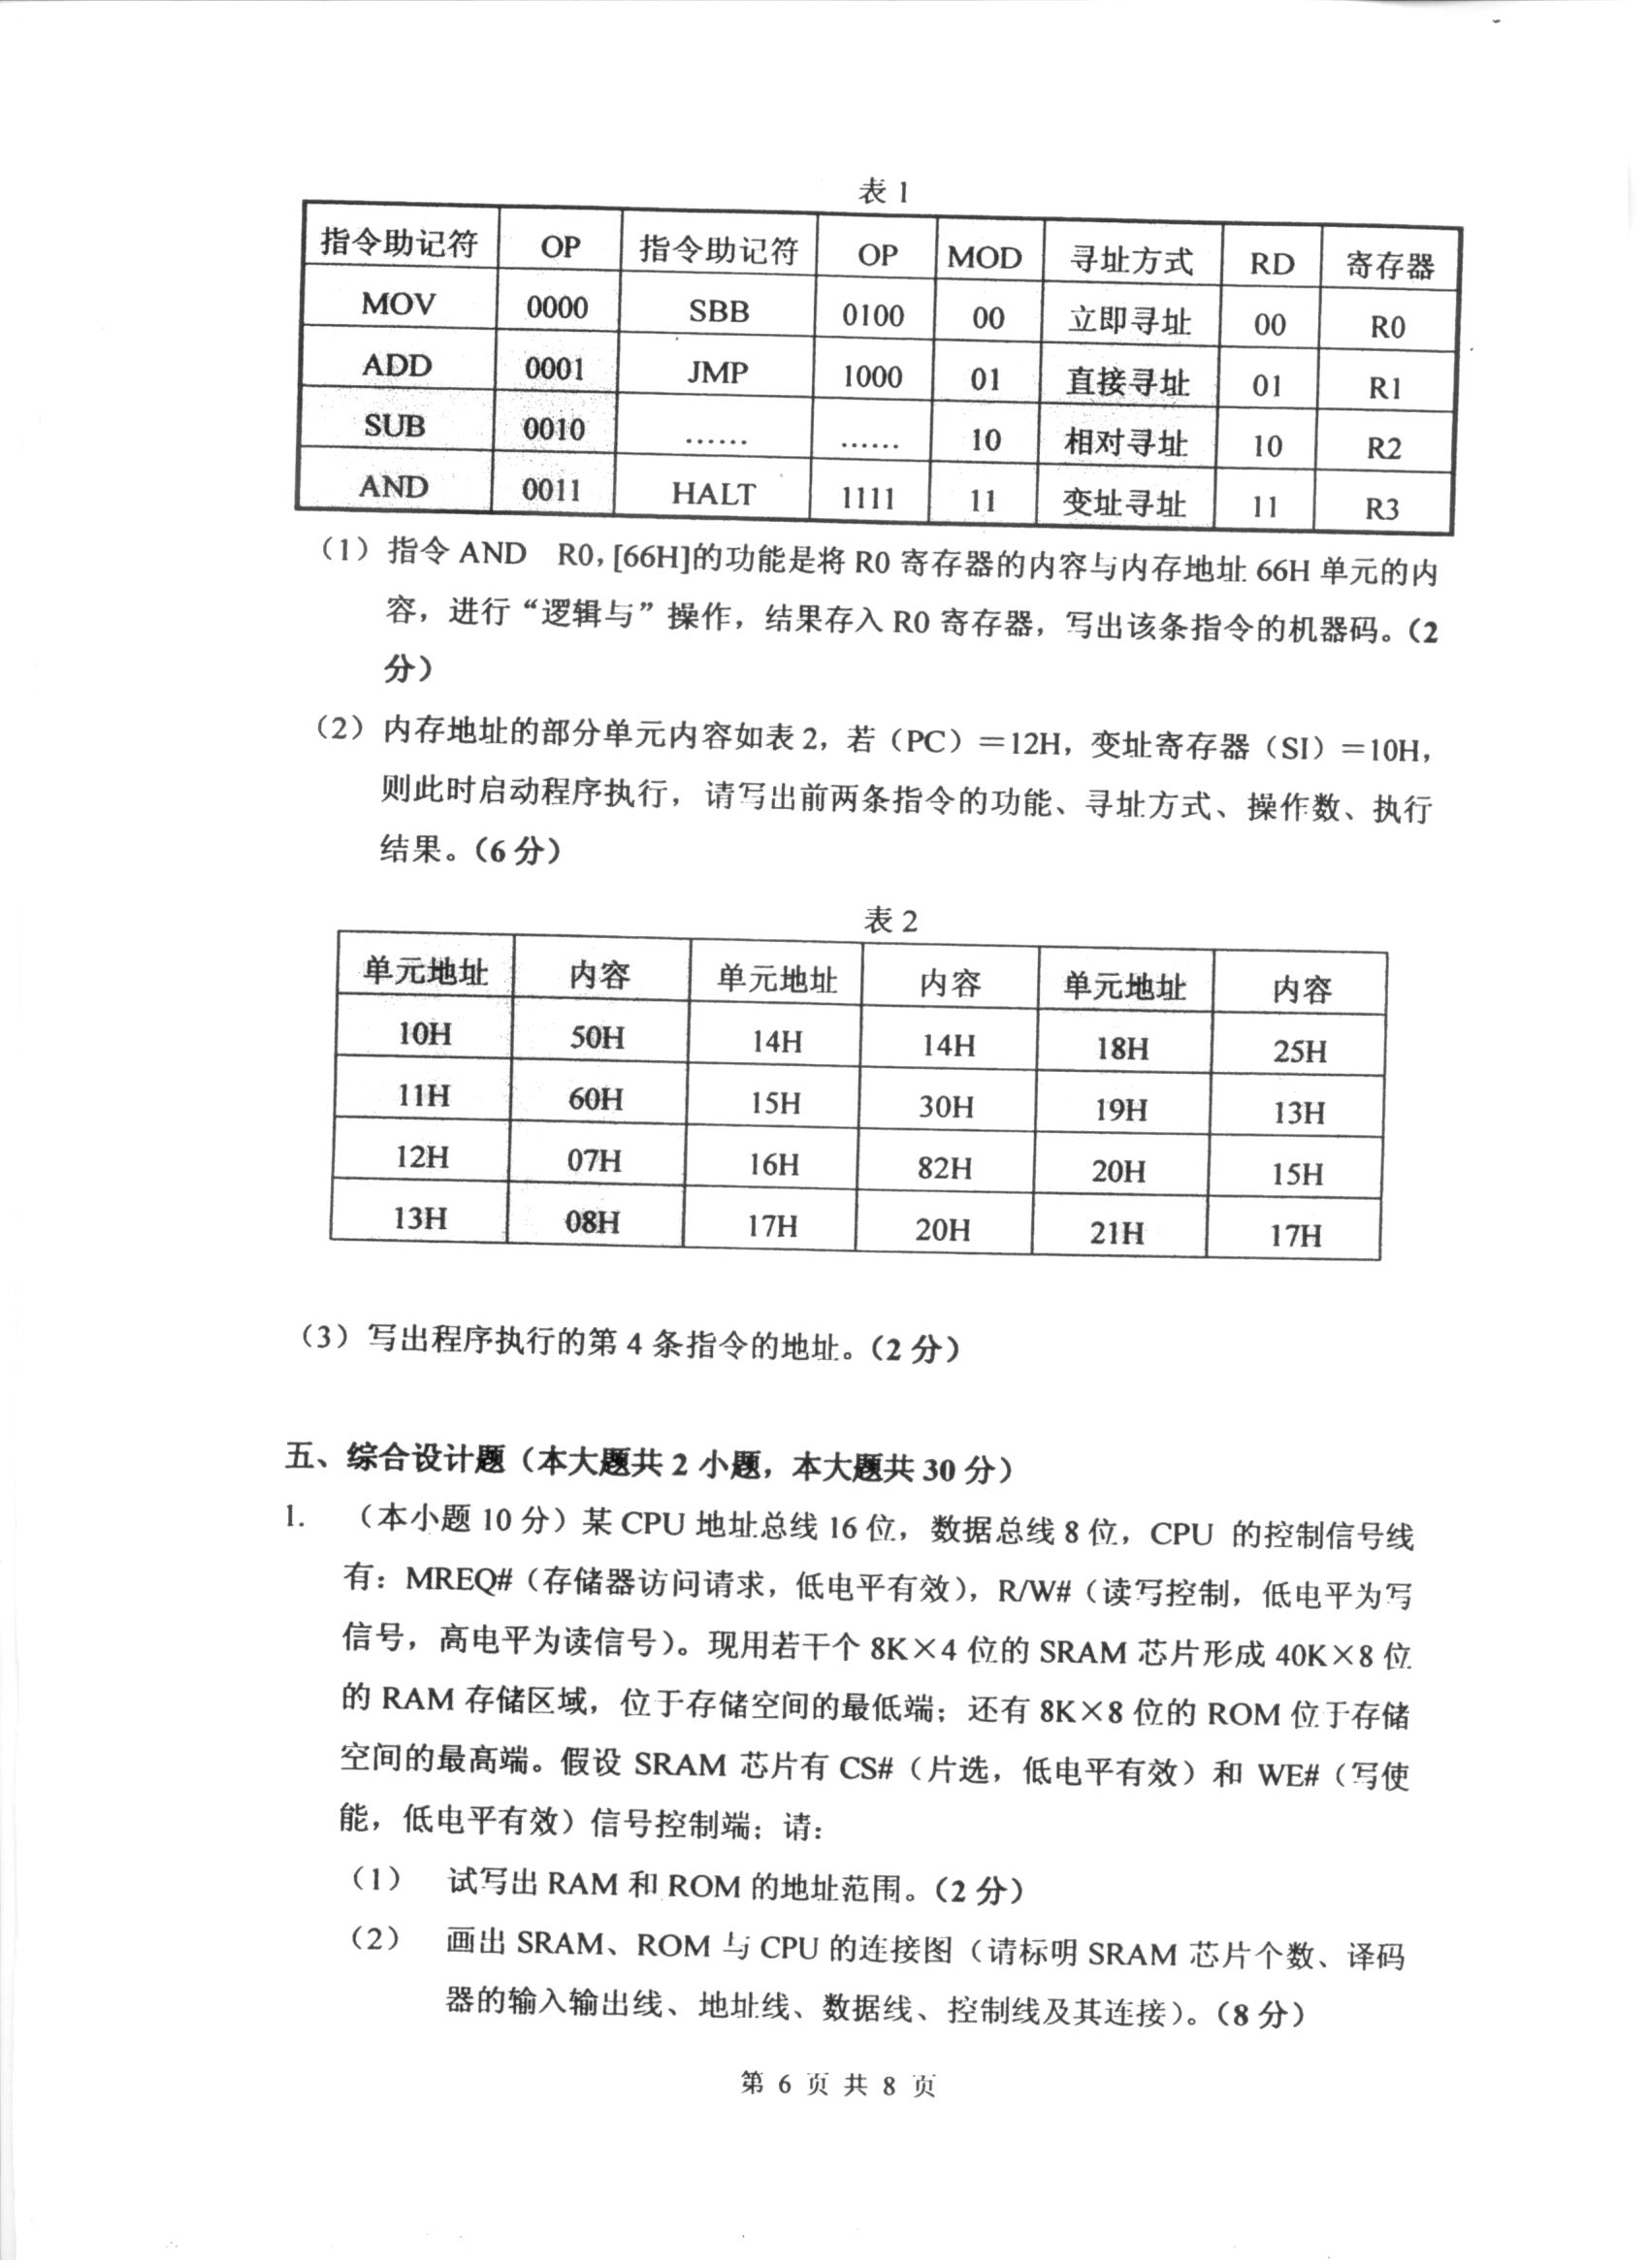 表 1
指令助记符 OP 指令助记符 OP MOD 寻址方式 RD 寄存器
MOV 0000 SBB 0100 00 立即寻址 00 R0
ADD 0001 JMP 1000 01 直接寻址 01 R1
SUB 0010 …… …… 10 相对寻址 10 R2
AND 0011 HALT 1111 11 变址寻址 11 R3
（1）指令 AND R0, [66H]的功能是将 R0 寄存器的内容与内存地址 66H 单元的内
容，进行“逻辑与”操作，结果存入 R0 寄存器，写出该条指令的机器码。（2
分）
（2）内存地址的部分单元内容如表 2，若（PC）＝12H，变址寄存器（SI）＝10H，
则此时启动程序执行，请写出前两条指令的功能、寻址方式、操作数、执行
结果。（6 分）
表 2
单元地址 内容 单元地址 内容 单元地址 内容
10H 50H 14H 14H 18H 25H
11H 60H 15H 30H 19H 13H
12H 07H 16H 82H 20H 15H
13H 08H 17H 20H 21H 17H
（3）写出程序执行的第 4 条指令的地址。（2 分）
五、综合设计题（本大题共 2 小题，本大题共 30 分）
1. （本小题 10 分）某 CPU 地址总线 16 位，数据总线 8 位，CPU 的控制信号线
有：MREQ#（存储器访问请求，低电平有效），R/W#（读写控制，低电平为写
信号，高电平为读信号）。现用若干个 8K×4 位的 SRAM 芯片形成 40K×8 位
的 RAM 存储区域，位于存储空间的最低端；还有 8K×8 位的 ROM 位于存储
空间的最高端。假设 SRAM 芯片有 CS#（片选，低电平有效）和 WE#（写使
能，低电平有效）信号控制端；请：
（1） 试写出 RAM 和 ROM 的地址范围。（2 分）
（2） 画出 SRAM、ROM 与 CPU 的连接图（请标明 SRAM 芯片个数、译码
器的输入输出线、地址线、数据线、控制线及其连接）。（8 分）
第 6 页 共 8 页